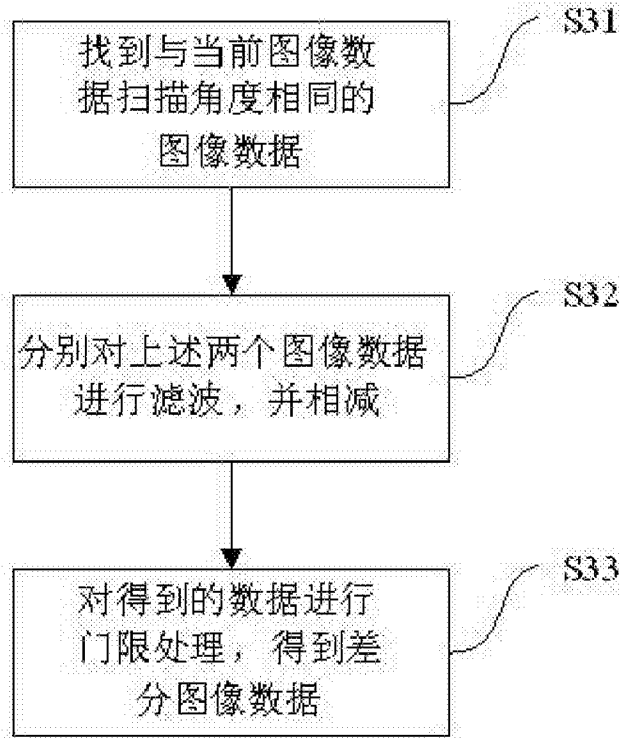 S31
找到与当前图像数
据扫描角度相同的
图像数据
S32
分别对上述两个图像数据
进行滤波，并相减
S33
对得到的数据进行
门限处理，得到差
分图像数据